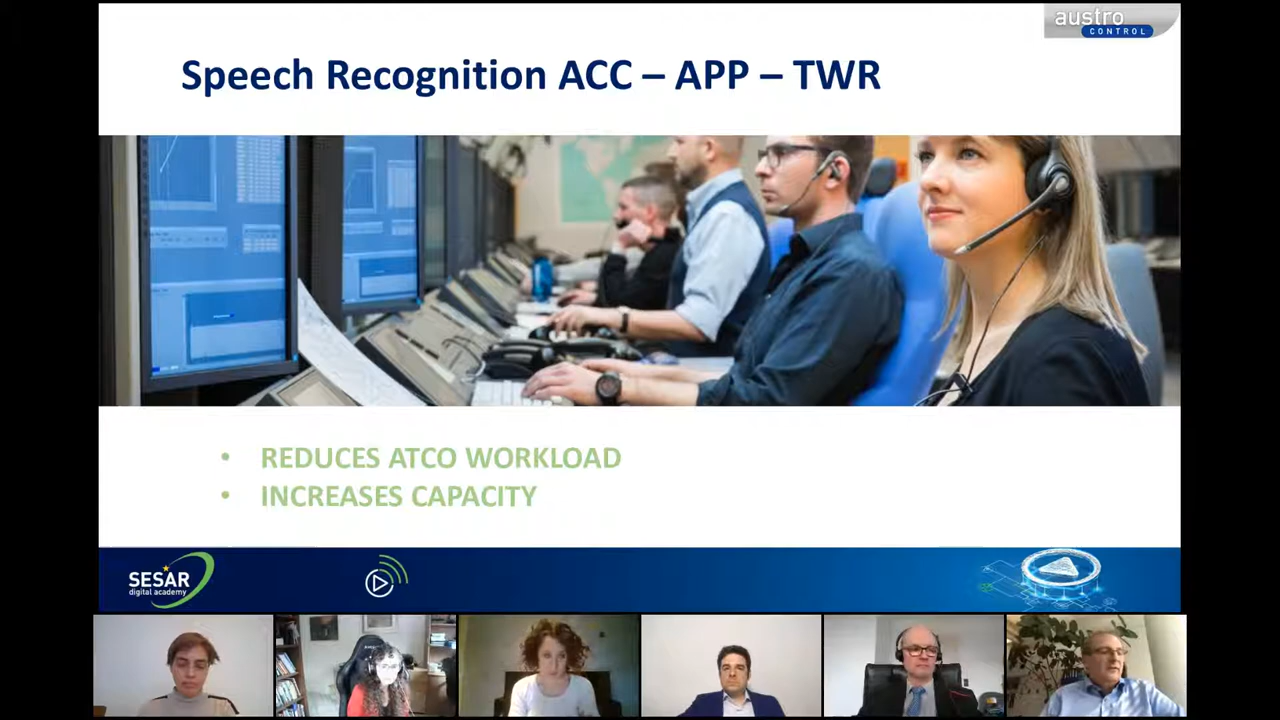 austro
CONTROL
Speech Recognition ACC – APP – TWR
• REDUCES ATCO WORKLOAD
• INCREASES CAPACITY
SESAR
digital academy